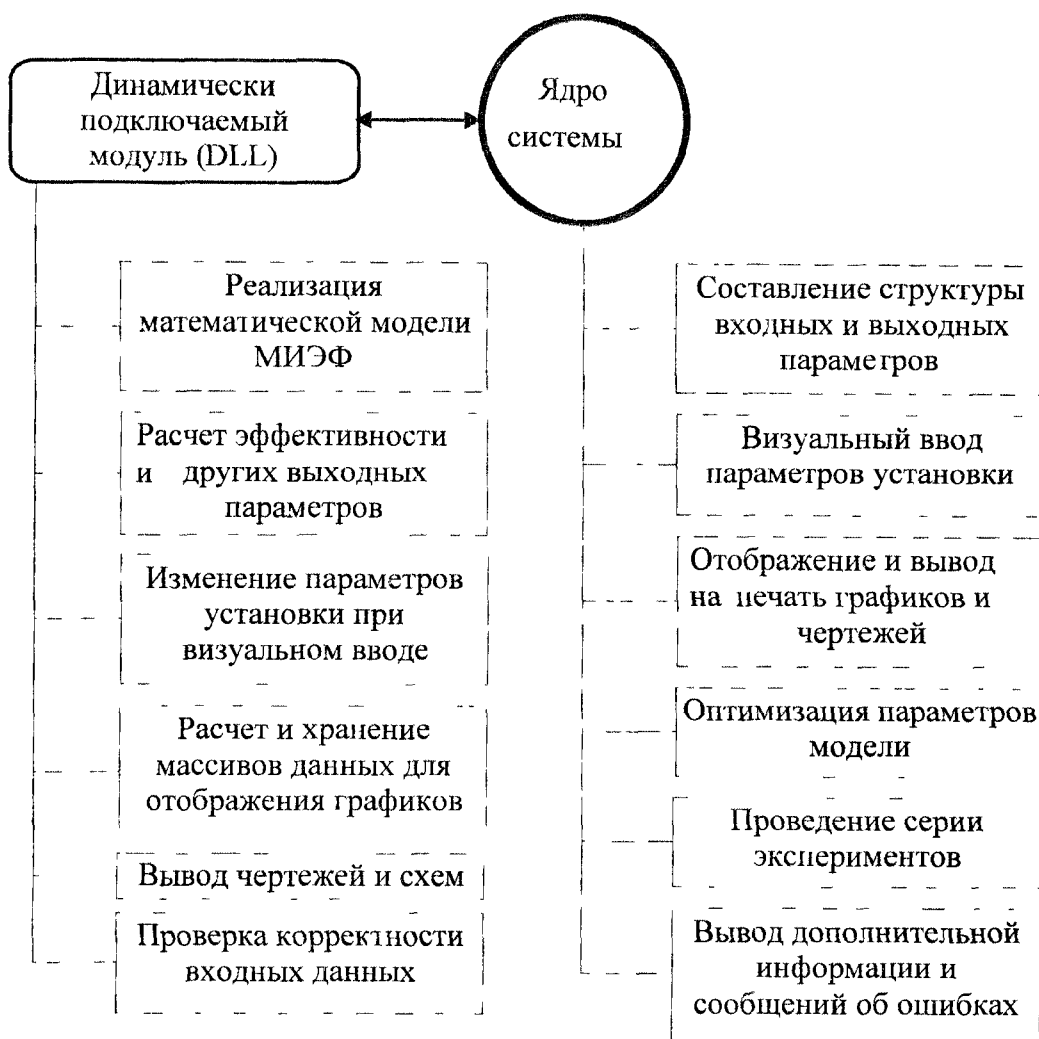 Динамически
подключаемый
модуль (DLL)
Ядро
системы
Реализация
математической модели
МИЭФ
Расчет эффективности
и других выходных
параметров
Изменение параметров
установки при
визуальном вводе
Расчет и хранение
массивов данных для
отображения графиков
Вывод чертежей и схем
Проверка корректности
входных данных
Составление структуры
входных и выходных
параметров
Визуальный ввод
параметров установки
Отображение и вывод
на печать графиков и
чертежей
Оптимизация параметров
модели
Проведение серии
экспериментов
Вывод дополнительной
информации и
сообщений об ошибках